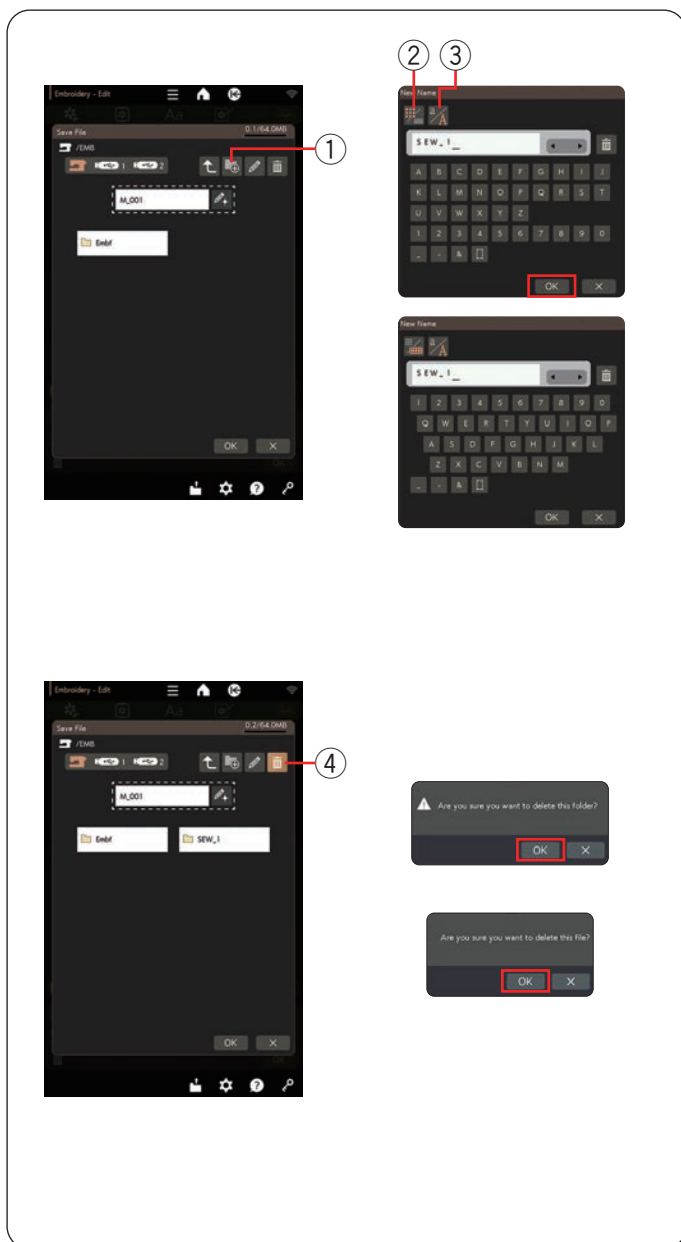 ② ③
Embroidery - Edit
Save File 0.1/64.0MB
/EMB
1 2
①
M_001
Embf
OK
New Name
a/A
SEW_1_
A B C D E F G H I J
K L M N O P Q R S T
U V W X Y Z
1 2 3 4 5 6 7 8 9 0
_ - &
OK X
New Name
a/A
SEW_1_
1 2 3 4 5 6 7 8 9 0
Q W E R T Y U I O P
A S D F G H J K L
Z X C V B N M
_ - &
OK X
OK X
?
Embroidery - Edit
Aa
Save File 0.2/64.0MB
/EMB
1 2
④
M_001
Embf SEW_1
OK X
?
Are you sure you want to delete this folder?
OK X
Are you sure you want to delete this file?
OK X